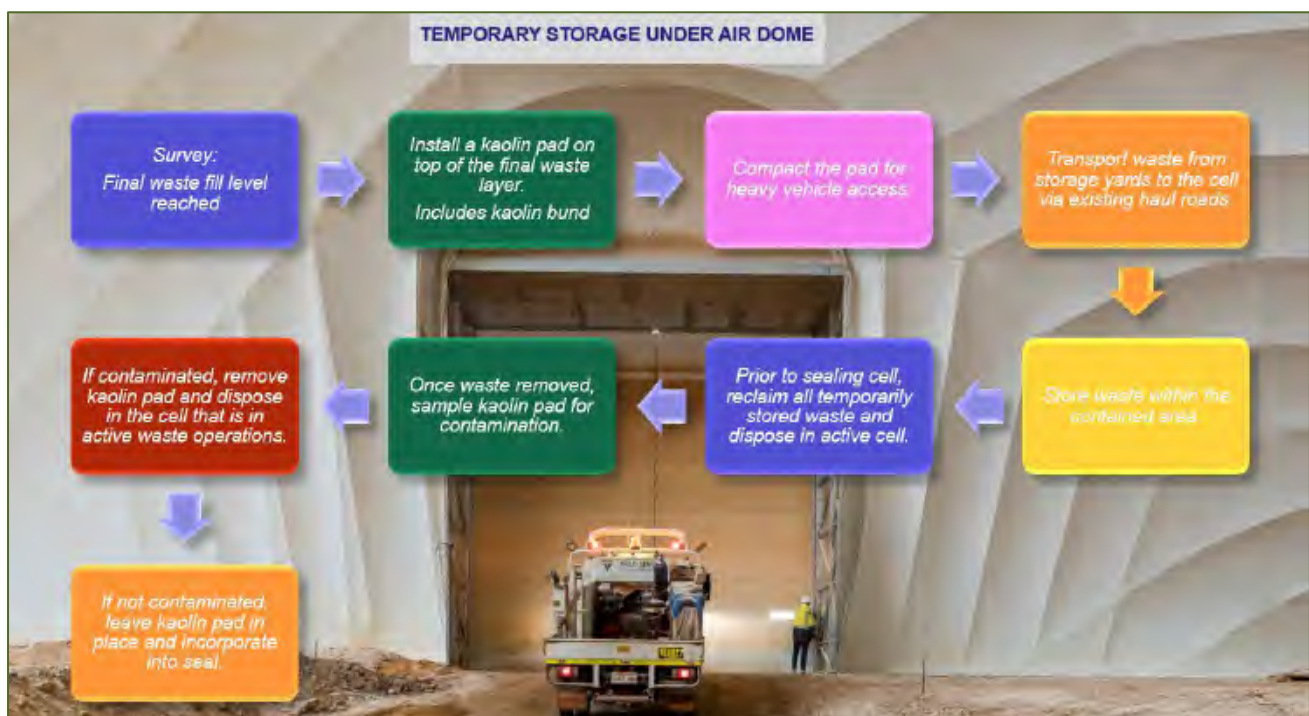 TEMPORARY STORAGE UNDER AIR DOME
Survey:
Final waste fill level
reached
Install a kaolin pad on
top of the final waste
layer.
Includes kaolin bund
Compact the pad for
heavy vehicle access.
Transport waste from
storage yards to the cell
via existing haul roads
Store waste within the
contained area
Prior to sealing cell,
reclaim all temporarily
stored waste and
dispose in active cell.
Once waste removed,
sample kaolin pad for
contamination.
If contaminated, remove
kaolin pad and dispose
in the cell that is in
active waste operations.
If not contaminated,
leave kaolin pad in
place and incorporate
into seal.